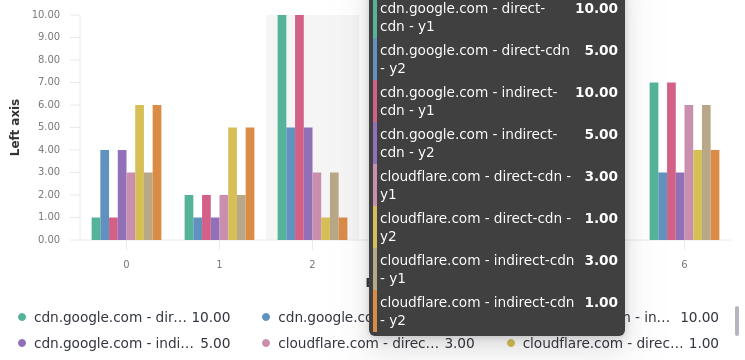 10.00
9.00
8.00
7.00
6.00
5.00
4.00
3.00
2.00
1.00
0.00
Left axis
0
1
2
6
cdn.google.com - direct-
cdn - y1
10.00
cdn.google.com - direct-cdn
- y2
5.00
cdn.google.com - indirect-
cdn - y1
10.00
cdn.google.com - indirect-
cdn - y2
5.00
cloudflare.com - direct-cdn -
y1
3.00
cloudflare.com - direct-cdn -
y2
1.00
cloudflare.com - indirect-cdn
- y1
3.00
cloudflare.com - indirect-cdn
- y2
1.00
cdn.google.com - dir... 10.00
cdn.google.c
- in... 10.00
cdn.google.com - indi... 5.00
cloudflare.com - direc... 3.00
cloudflare.com - direc... 1.00